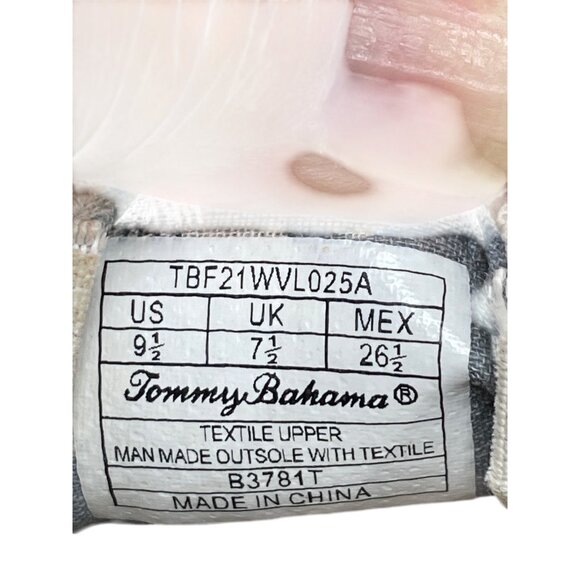 TBF21WVL025A
US UK MEX
9½ 7½ 26½
Tommy Bahama®
TEXTILE UPPER
MAN MADE OUTSOLE WITH TEXTILE
B3781T
MADE IN CHINA